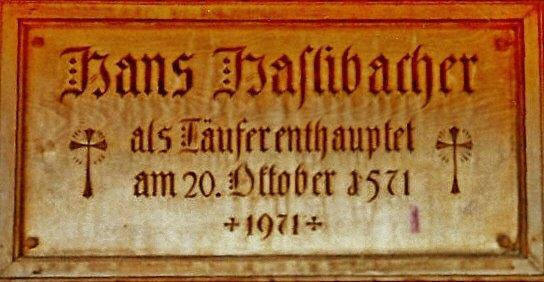 Hans Haslibacher
als Täufer enthauptet
am 20. Oktober 1571
+1971+